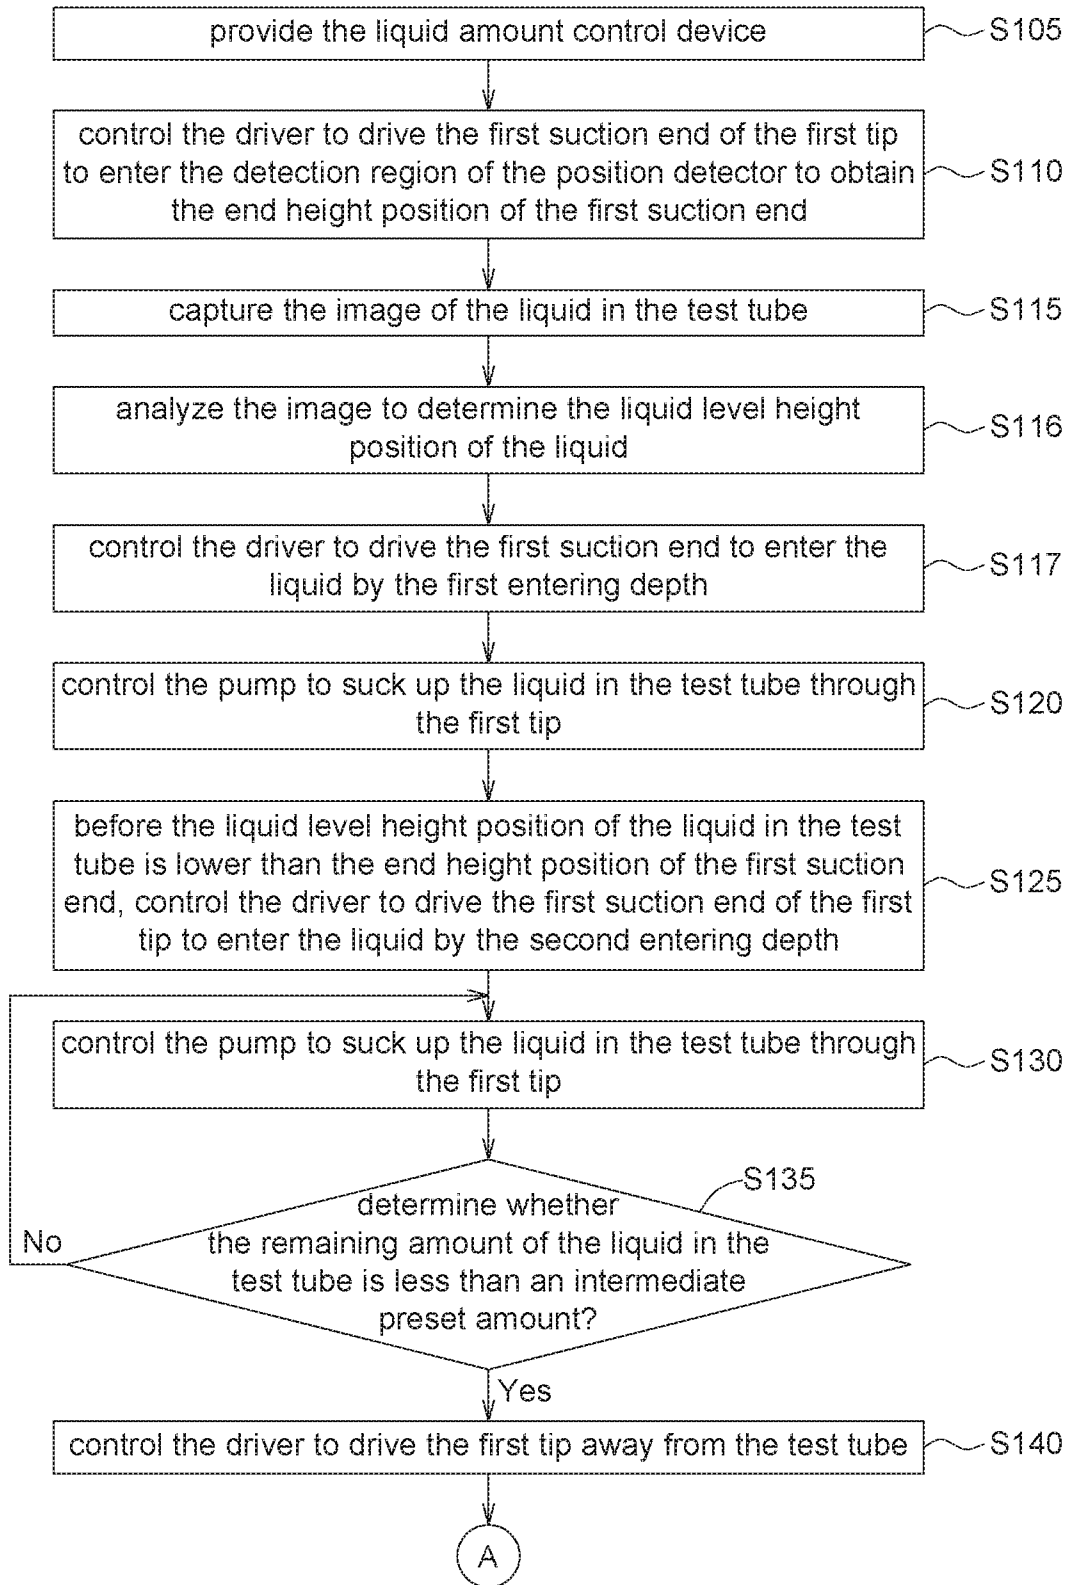 provide the liquid amount control device
S105
control the driver to drive the first suction end of the first tip
to enter the detection region of the position detector to obtain
the end height position of the first suction end
S110
capture the image of the liquid in the test tube
S115
analyze the image to determine the liquid level height
position of the liquid
S116
control the driver to drive the first suction end to enter the
liquid by the first entering depth
S117
control the pump to suck up the liquid in the test tube through
the first tip
S120
before the liquid level height position of the liquid in the test
tube is lower than the end height position of the first suction
end, control the driver to drive the first suction end of the first
tip to enter the liquid by the second entering depth
S125
control the pump to suck up the liquid in the test tube through
the first tip
S130
S135
determine whether
the remaining amount of the liquid in the
test tube is less than an intermediate
preset amount?
No
Yes
control the driver to drive the first tip away from the test tube
S140
A